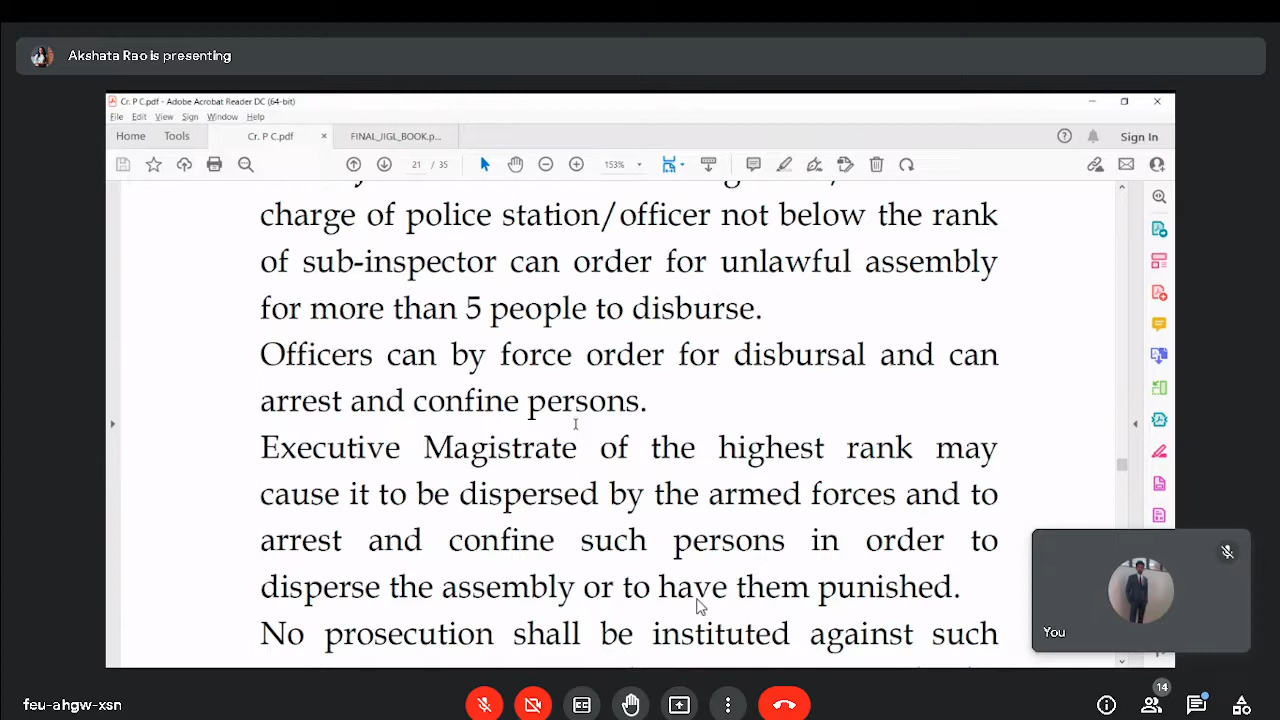 Akshata Rao is presenting
Cr. P C.pdf - Adobe Acrobat Reader DC (64-bit)
File Edit View Sign Window Help
Home Tools Cr. P C.pdf × FINAL_JIGL_BOOK.p... Sign In
21 / 35 153%
charge of police station/officer not below the rank
of sub-inspector can order for unlawful assembly
for more than 5 people to disburse.
Officers can by force order for disbursal and can
arrest and confine persons.
Executive Magistrate of the highest rank may
cause it to be dispersed by the armed forces and to
arrest and confine such persons in order to
disperse the assembly or to have them punished.
No prosecution shall be instituted against such
You
feu-ahgw-xsn
14